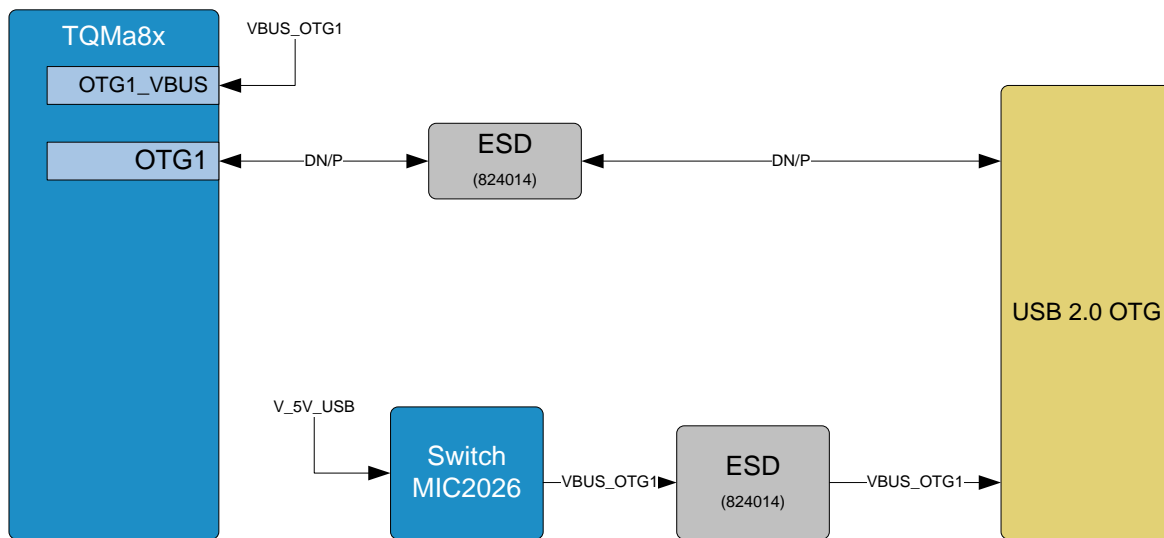 TQMa8x
VBUS_OTG1
OTG1_VBUS
OTG1
DN/P
ESD
(824014)
DN/P
USB 2.0 OTG
V_5V_USB
Switch
MIC2026
VBUS_OTG1
ESD
(824014)
VBUS_OTG1